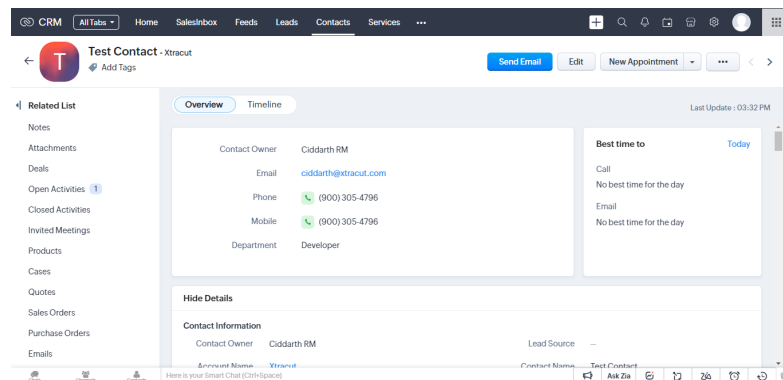 CRM All Tabs Home SalesInbox Feeds Leads Contacts Services •••
T Test Contact - Xtracut
Add Tags
Send Email Edit New Appointment •••
Related List
Notes
Attachments
Deals
Open Activities 1
Closed Activities
Invited Meetings
Products
Cases
Quotes
Sales Orders
Purchase Orders
Emails
Overview Timeline
Last Update : 03:32 PM
Contact Owner Ciddarth RM
Email ciddarth@xtracut.com
Phone (900) 305-4796
Mobile (900) 305-4796
Department Developer
Best time to Today
Call
No best time for the day
Email
No best time for the day
Hide Details
Contact Information
Contact Owner Ciddarth RM Lead Source —
Account Name Xtracut Contact Name Test Contact
Here is your Smart Chat (Ctrl+Space) Ask Zia